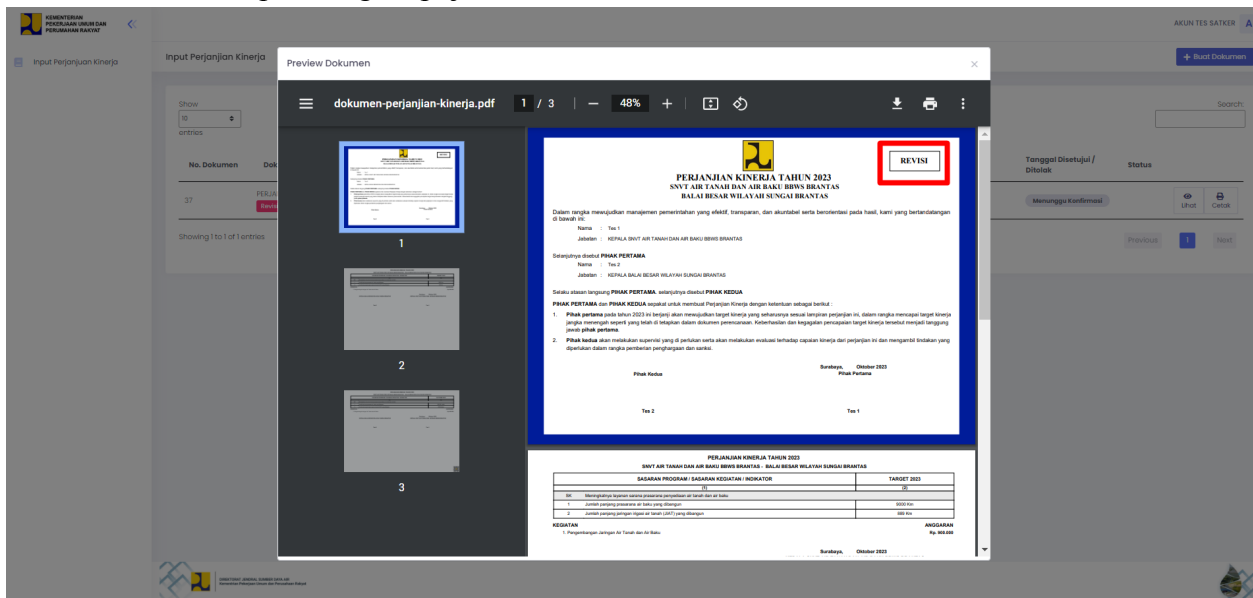 KEMENTERIAN
PEKERJAAN UMUM DAN
PERUMAHAN RAKYAT
AKUN TES SATKER A
Input Perjanjuan Kinerja
Input Perjanjian Kinerja
+ Buat Dokumen
Preview Dokumen
dokumen-perjanjian-kinerja.pdf 1 / 3 48%
Show
10
entries
Search:
No. Dokumen Dok
Tanggal Disetujui / Ditolak
Status
37 PERJA
Revis
Menunggu Konfirmasi
Lihat Cetak
Showing 1 to 1 of 1 entries
Previous 1 Next
1
2
3
REVISI
PERJANJIAN KINERJA TAHUN 2023
SNVT AIR TANAH DAN AIR BAKU BBWS BRANTAS
BALAI BESAR WILAYAH SUNGAI BRANTAS
Dalam rangka mewujudkan manajemen pemerintahan yang efektif, transparan, dan akuntabel serta berorientasi pada hasil, kami yang bertandatangan
di bawah ini:
Nama : Tes 1
Jabatan : KEPALA SNVT AIR TANAH DAN AIR BAKU BBWS BRANTAS
Selanjutnya disebut PIHAK PERTAMA
Nama : Tes 2
Jabatan : KEPALA BALAI BESAR WILAYAH SUNGAI BRANTAS
Selaku atasan langsung PIHAK PERTAMA, selanjutnya disebut PIHAK KEDUA
PIHAK PERTAMA dan PIHAK KEDUA sepakat untuk membuat Perjanjian Kinerja dengan ketentuan sebagai berikut :
1. Pihak pertama pada tahun 2023 ini berjanji akan mewujudkan target kinerja yang seharusnya sesuai lampiran perjanjian ini, dalam rangka mencapai target kinerja
jangka menengah seperti yang telah di tetapkan dalam dokumen perencanaan. Keberhasilan dan kegagalan pencapaian target kinerja tersebut menjadi tanggung
jawab pihak pertama.
2. Pihak kedua akan melakukan supervisi yang di perlukan serta akan melakukan evaluasi terhadap capaian kinerja dari perjanjian ini dan mengambil tindakan yang
diperlukan dalam rangka pemberian penghargaan dan sanksi.
Surabaya, Oktober 2023
Pihak Kedua Pihak Pertama
Tes 2 Tes 1
PERJANJIAN KINERJA TAHUN 2023
SNVT AIR TANAH DAN AIR BAKU BBWS BRANTAS - BALAI BESAR WILAYAH SUNGAI BRANTAS
SASARAN PROGRAM / SASARAN KEGIATAN / INDIKATOR TARGET 2023
(1) (2)
SK Meningkatnya layanan sarana prasarana penyediaan air tanah dan air baku
1 Jumlah panjang prasarana air baku yang dibangun
2 Jumlah panjang jaringan irigasi air tanah (JIAT) yang dibangun
KEGIATAN ANGGARAN
1. Pengembangan Jaringan Air Tanah dan Air Baku
Surabaya, Oktober 2023
DIREKTORAT JENDERAL SUMBER DAYA AIR
Kementerian Pekerjaan Umum dan Perumahan Rakyat